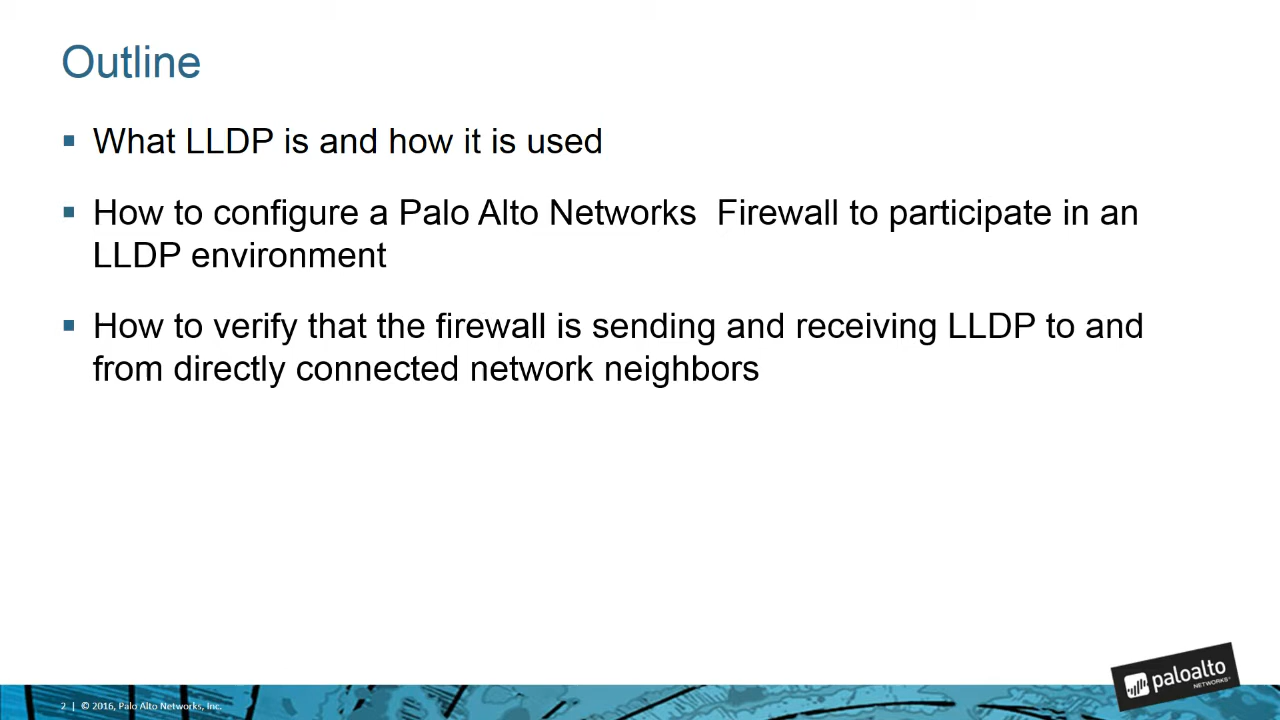 Outline
What LLDP is and how it is used
How to configure a Palo Alto Networks  Firewall to participate in an
LLDP environment
How to verify that the firewall is sending and receiving LLDP to and
from directly connected network neighbors
2 | © 2016, Palo Alto Networks, Inc.
paloalto
NETWORKS